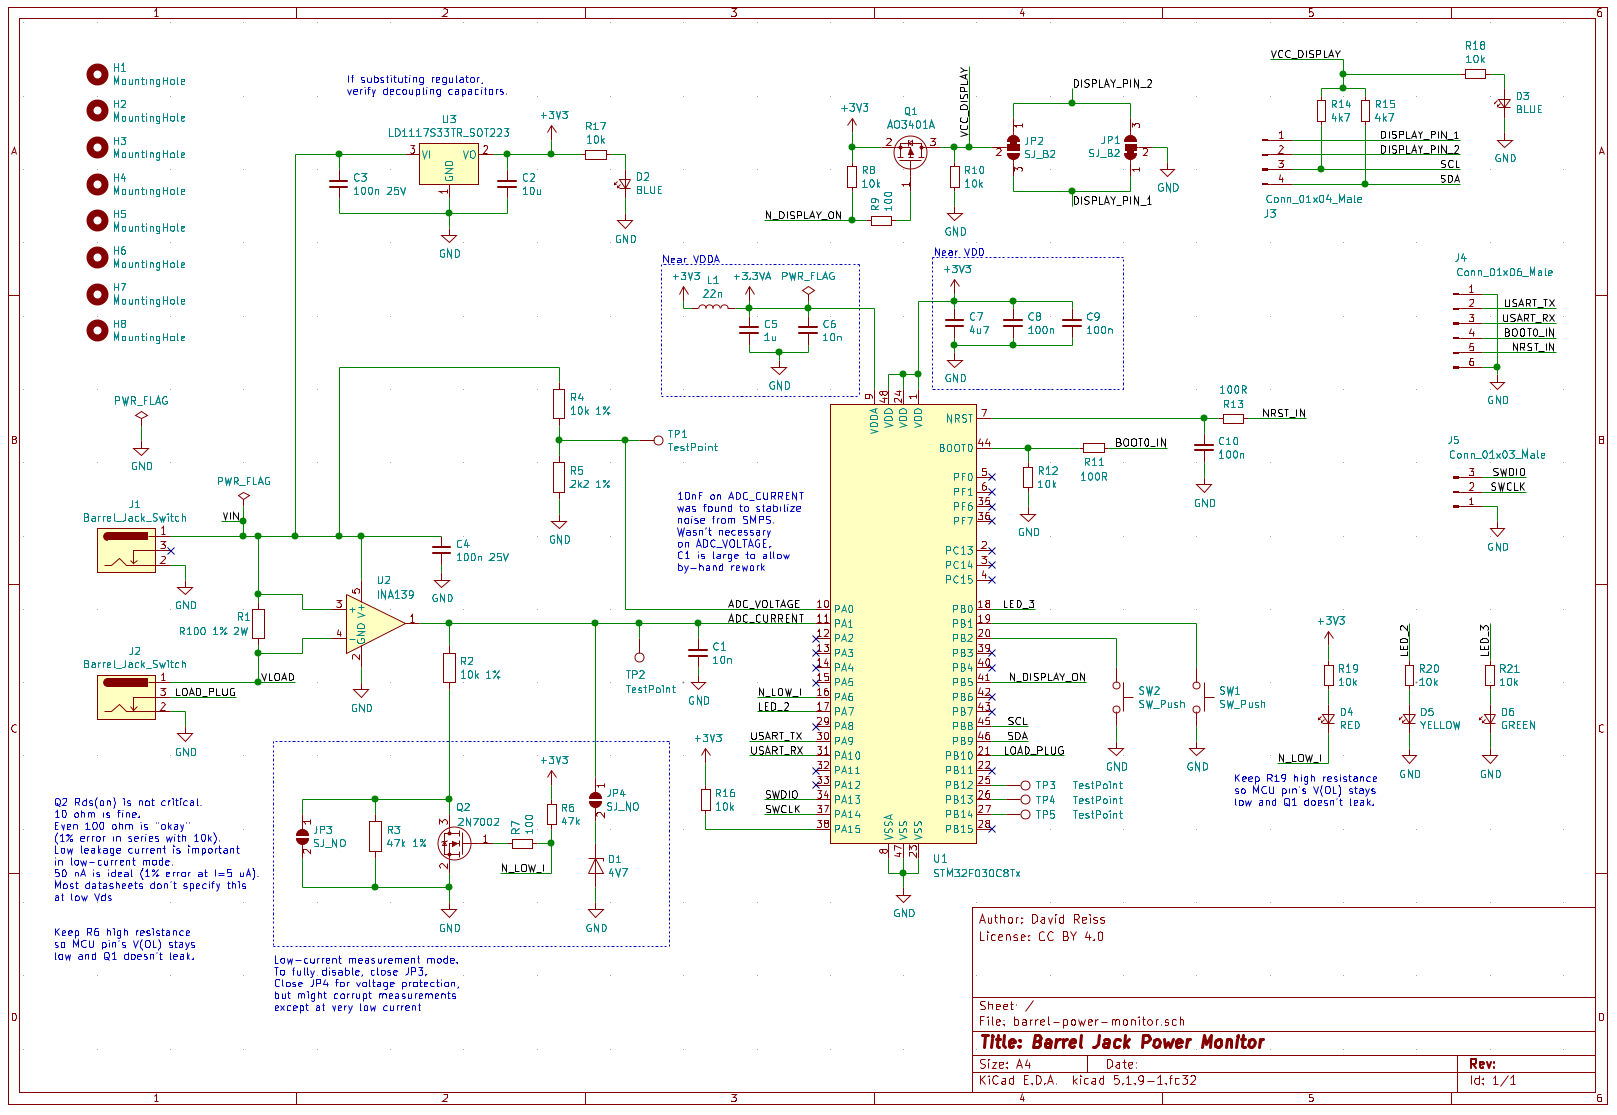 1
2
3
4
5
6
A
B
C
D
H1
MountingHole
H2
MountingHole
H3
MountingHole
H4
MountingHole
H5
MountingHole
H6
MountingHole
H7
MountingHole
H8
MountingHole
If substituting regulator,
verify decoupling capacitors.
U3
LD1117S33TR_SOT223
3
VI
VO
2
GND
1
C3
100n 25V
C2
10u
+3V3
R17
10k
D2
BLUE
GND
GND
+3V3
Q1
AO3401A
2
3
1
VCC_DISPLAY
R8
10k
R9
100
R10
10k
N_DISPLAY_ON
GND
DISPLAY_PIN_2
1
JP2
SJ_B2
2
3
3
JP1
SJ_B2
2
1
DISPLAY_PIN_1
GND
VCC_DISPLAY
R18
10k
R14
4k7
R15
4k7
D3
BLUE
GND
1
DISPLAY_PIN_1
2
DISPLAY_PIN_2
3
SCL
4
SDA
Conn_01x04_Male
J3
Near VDDA
+3V3
L1
22n
+3.3VA
PWR_FLAG
C5
1u
C6
10n
GND
Near VDD
+3V3
C7
4u7
C8
100n
C9
100n
GND
J4
Conn_01x06_Male
1
2
USART_TX
3
USART_RX
4
BOOT0_IN
5
NRST_IN
6
GND
J5
Conn_01x03_Male
3
SWDIO
2
SWCLK
1
GND
100R
R13
NRST_IN
C10
100n
GND
BOOT0_IN
R11
100R
R12
10k
GND
PWR_FLAG
GND
PWR_FLAG
VIN
J1
Barrel_Jack_Switch
1
3
2
GND
R4
10k 1%
R5
2k2 1%
GND
TP1
TestPoint
C4
100n 25V
GND
R1
R100 1% 2W
U2
INA139
3
+
4
-
5
V+
GND
2
1
GND
J2
Barrel_Jack_Switch
1
VLOAD
3
LOAD_PLUG
2
GND
10nF on ADC_CURRENT
was found to stabilize
noise from SMPS.
Wasn't necessary
on ADC_VOLTAGE.
C1 is large to allow
by-hand rework
ADC_VOLTAGE
ADC_CURRENT
R2
10k 1%
TP2
TestPoint
C1
10n
GND
9
48
24
1
VDDA
VDD
VDD
VDD
NRST
7
BOOT0
44
PF0
5
PF1
6
PF6
35
PF7
36
PC13
2
PC14
3
PC15
4
PB0
18
LED_3
PB1
19
PB2
20
PB3
39
PB4
40
PB5
41
N_DISPLAY_ON
PB6
42
PB7
43
PB8
45
SCL
PB9
46
SDA
PB10
21
LOAD_PLUG
PB11
22
PB12
25
TP3
TestPoint
PB13
26
TP4
TestPoint
PB14
27
TP5
TestPoint
PB15
28
10
PA0
11
PA1
12
PA2
13
PA3
14
PA4
15
PA5
N_LOW_I
16
PA6
LED_2
17
PA7
29
PA8
USART_TX
30
PA9
USART_RX
31
PA10
32
PA11
33
PA12
SWDIO
34
PA13
SWCLK
37
PA14
38
PA15
VSSA
VSS
VSS
8
47
23
U1
STM32F030C8Tx
GND
+3V3
R16
10k
SW2
SW_Push
GND
SW1
SW_Push
GND
+3V3
R19
10k
D4
RED
N_LOW_I
LED_2
R20
10k
D5
YELLOW
GND
LED_3
R21
10k
D6
GREEN
GND
Keep R19 high resistance
so MCU pin's V(OL) stays
low and Q1 doesn't leak.
Q2 Rds(on) is not critical.
10 ohm is fine.
Even 100 ohm is "okay"
(1% error in series with 10k).
Low leakage current is important
in low-current mode.
50 nA is ideal (1% error at I=5 uA).
Most datasheets don't specify this
at low Vds
Keep R6 high resistance
so MCU pin's V(OL) stays
low and Q1 doesn't leak.
1
JP3
SJ_NO
2
R3
47k 1%
Q2
2N7002
3
1
2
R7
100
N_LOW_I
+3V3
R6
47k
1
JP4
SJ_NO
2
D1
4V7
GND
GND
Low-current measurement mode.
To fully disable, close JP3.
Close JP4 for voltage protection,
but might corrupt measurements
except at very low current
Author: David Reiss
License: CC BY 4.0
Sheet: /
File: barrel-power-monitor.sch
Title: Barrel Jack Power Monitor
Size: A4
Date:
Rev:
KiCad E.D.A.  kicad 5.1.9-1.fc32
Id: 1/1
A
B
C
D
1
2
3
4
5
6